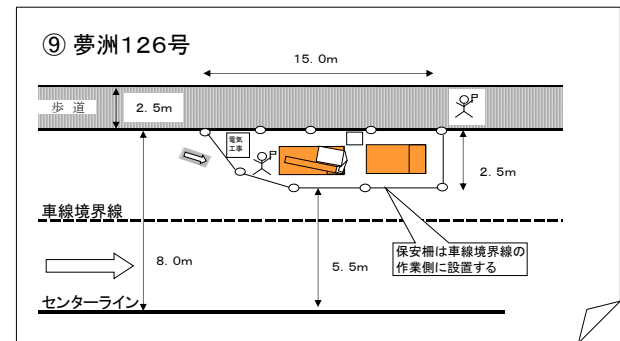 ⑨ 夢洲126号
15．0m
歩 道
2．5m
電気
工事
2．5m
車線境界線
保安柵は車線境界線の
作業側に設置する
8．0m
5．5m
センターライン